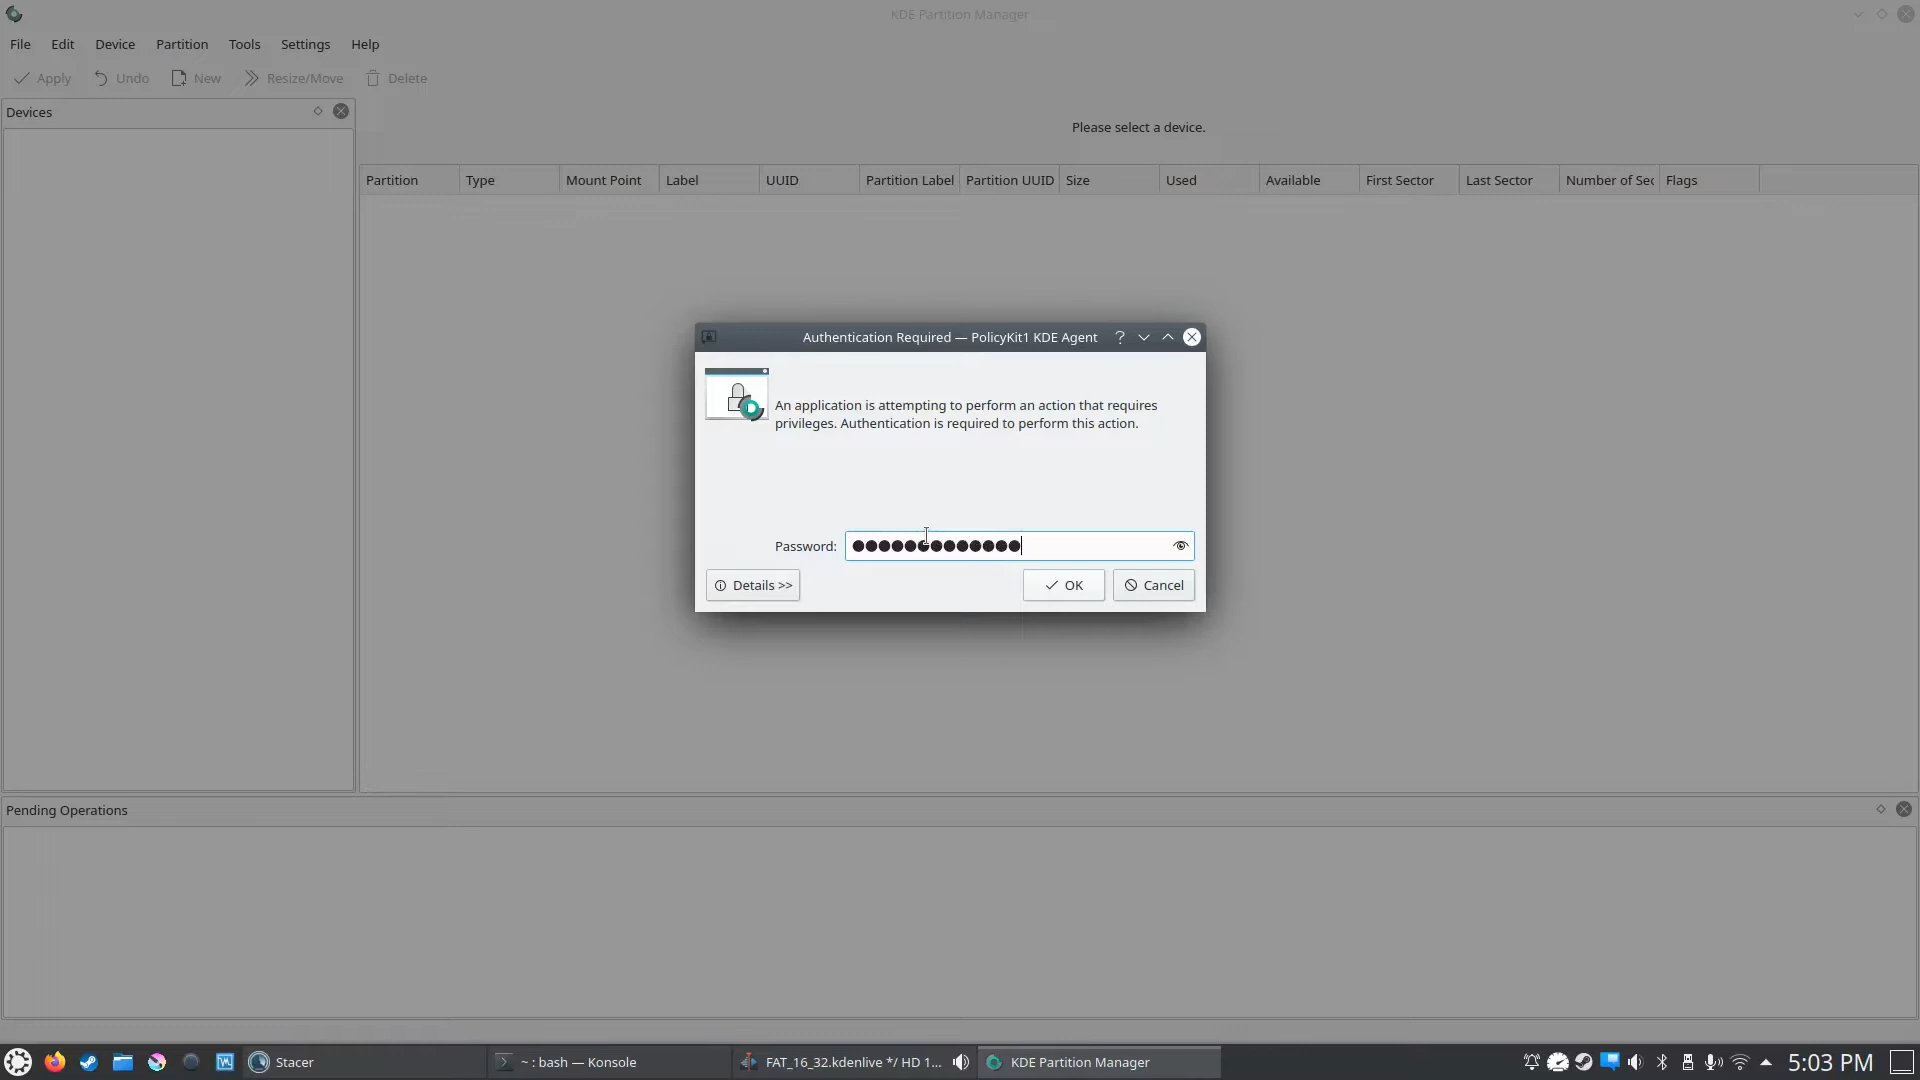 KDE Partition Manager
File Edit Device Partition Tools Settings Help
Apply Undo New Resize/Move Delete
Devices
Please select a device.
Partition Type Mount Point Label UUID Partition Label Partition UUID Size Used Available First Sector Last Sector Number of Sec Flags
Authentication Required — PolicyKit1 KDE Agent
An application is attempting to perform an action that requires
privileges. Authentication is required to perform this action.
Password:
Details >> OK Cancel
Pending Operations
Stacer ~ : bash — Konsole FAT_16_32.kdenlive */ HD 1... KDE Partition Manager 5:03 PM